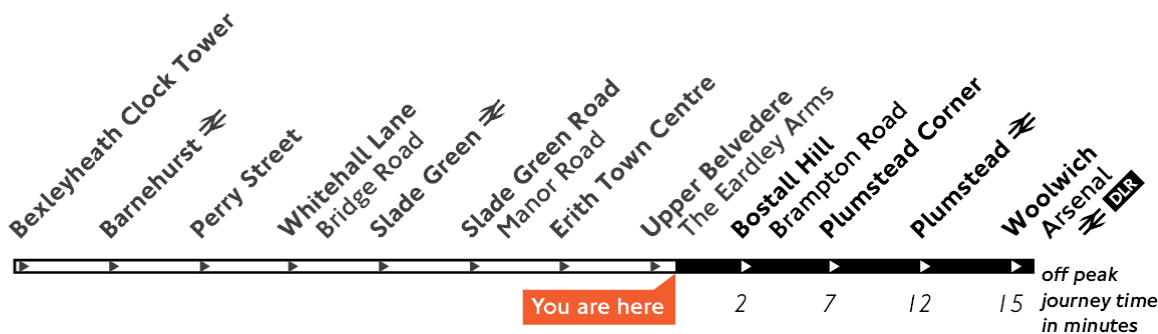 Bexleyheath Clock Tower
Barnehurst
Perry Street
Whitehall Lane
Bridge Road
Slade Green
Slade Green Road
Manor Road
Erith Town Centre
Upper Belvedere
The Eardley Arms
Bostall Hill
Brampton Road
Plumstead Corner
Plumstead
Woolwich
Arsenal
DLR
You are here
2
7
12
15
off peak
journey time
in minutes